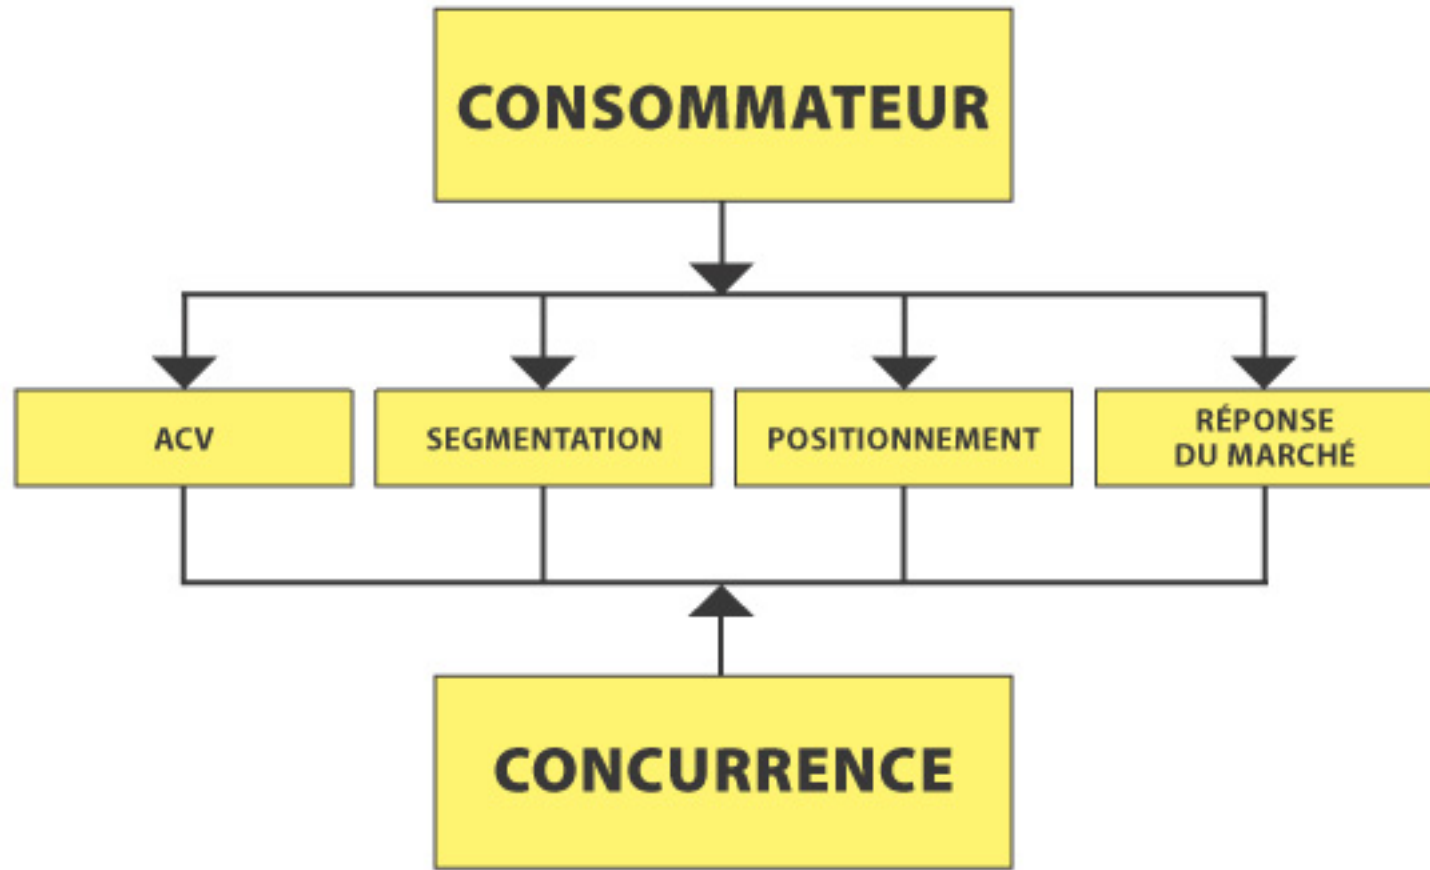 CONSOMMATEUR
ACV
SEGMENTATION
POSITIONNEMENT
RÉPONSE
DU MARCHÉ
CONCURRENCE